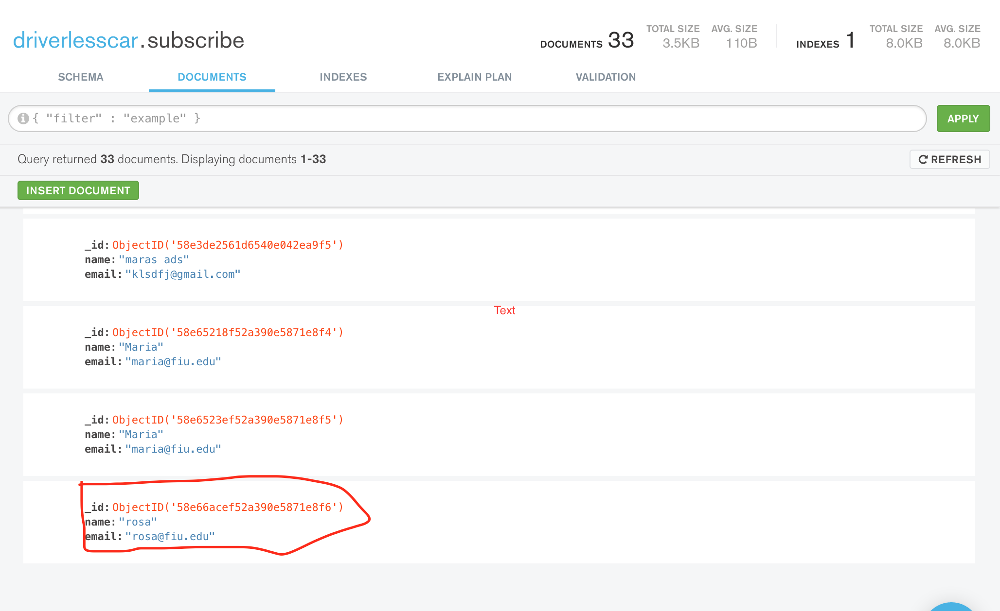 driverlesscar.subscribe
DOCUMENTS 33 TOTAL SIZE 3.5KB AVG. SIZE 110B INDEXES 1 TOTAL SIZE 8.0KB AVG. SIZE 8.0KB
SCHEMA DOCUMENTS INDEXES EXPLAIN PLAN VALIDATION
{ "filter" : "example" } APPLY
Query returned 33 documents. Displaying documents 1-33 REFRESH
INSERT DOCUMENT
_id: ObjectID('58e3de2561d6540e042ea9f5')
name: "maras ads"
email: "klsdfj@gmail.com"
Text
_id: ObjectID('58e65218f52a390e5871e8f4')
name: "Maria"
email: "maria@fiu.edu"
_id: ObjectID('58e6523ef52a390e5871e8f5')
name: "Maria"
email: "maria@fiu.edu"
_id: ObjectID('58e66acef52a390e5871e8f6')
name: "rosa"
email: "rosa@fiu.edu"